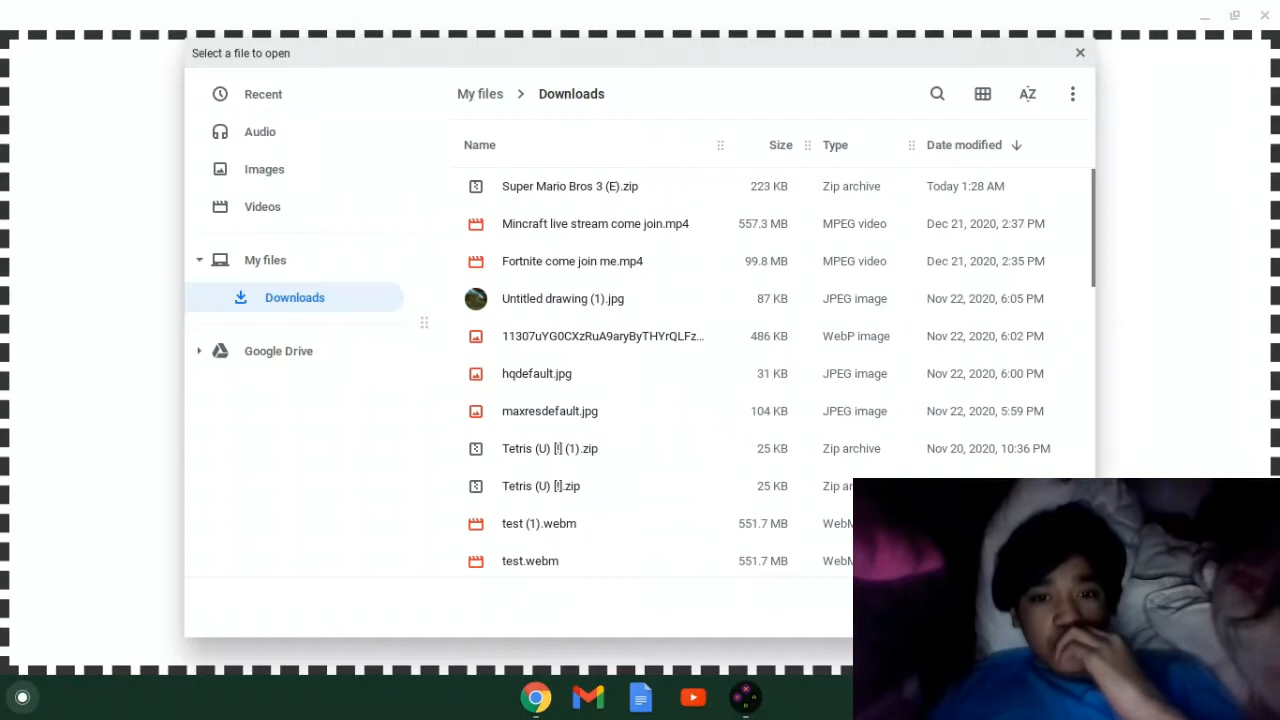 Select a file to open
Recent
Audio
Images
Videos
My files
Downloads
Google Drive
My files > Downloads
AZ
Name Size Type Date modified
Super Mario Bros 3 (E).zip 223 KB Zip archive Today 1:28 AM
Mincraft live stream come join.mp4 557.3 MB MPEG video Dec 21, 2020, 2:37 PM
Fortnite come join me.mp4 99.8 MB MPEG video Dec 21, 2020, 2:35 PM
Untitled drawing (1).jpg 87 KB JPEG image Nov 22, 2020, 6:05 PM
11307uYG0CXzRuA9aryByTHYrQLFz... 486 KB WebP image Nov 22, 2020, 6:02 PM
hqdefault.jpg 31 KB JPEG image Nov 22, 2020, 6:00 PM
maxresdefault.jpg 104 KB JPEG image Nov 22, 2020, 5:59 PM
Tetris (U) [!] (1).zip 25 KB Zip archive Nov 20, 2020, 10:36 PM
Tetris (U) [!].zip 25 KB Zip ar
test (1).webm 551.7 MB WebM
test.webm 551.7 MB WebM